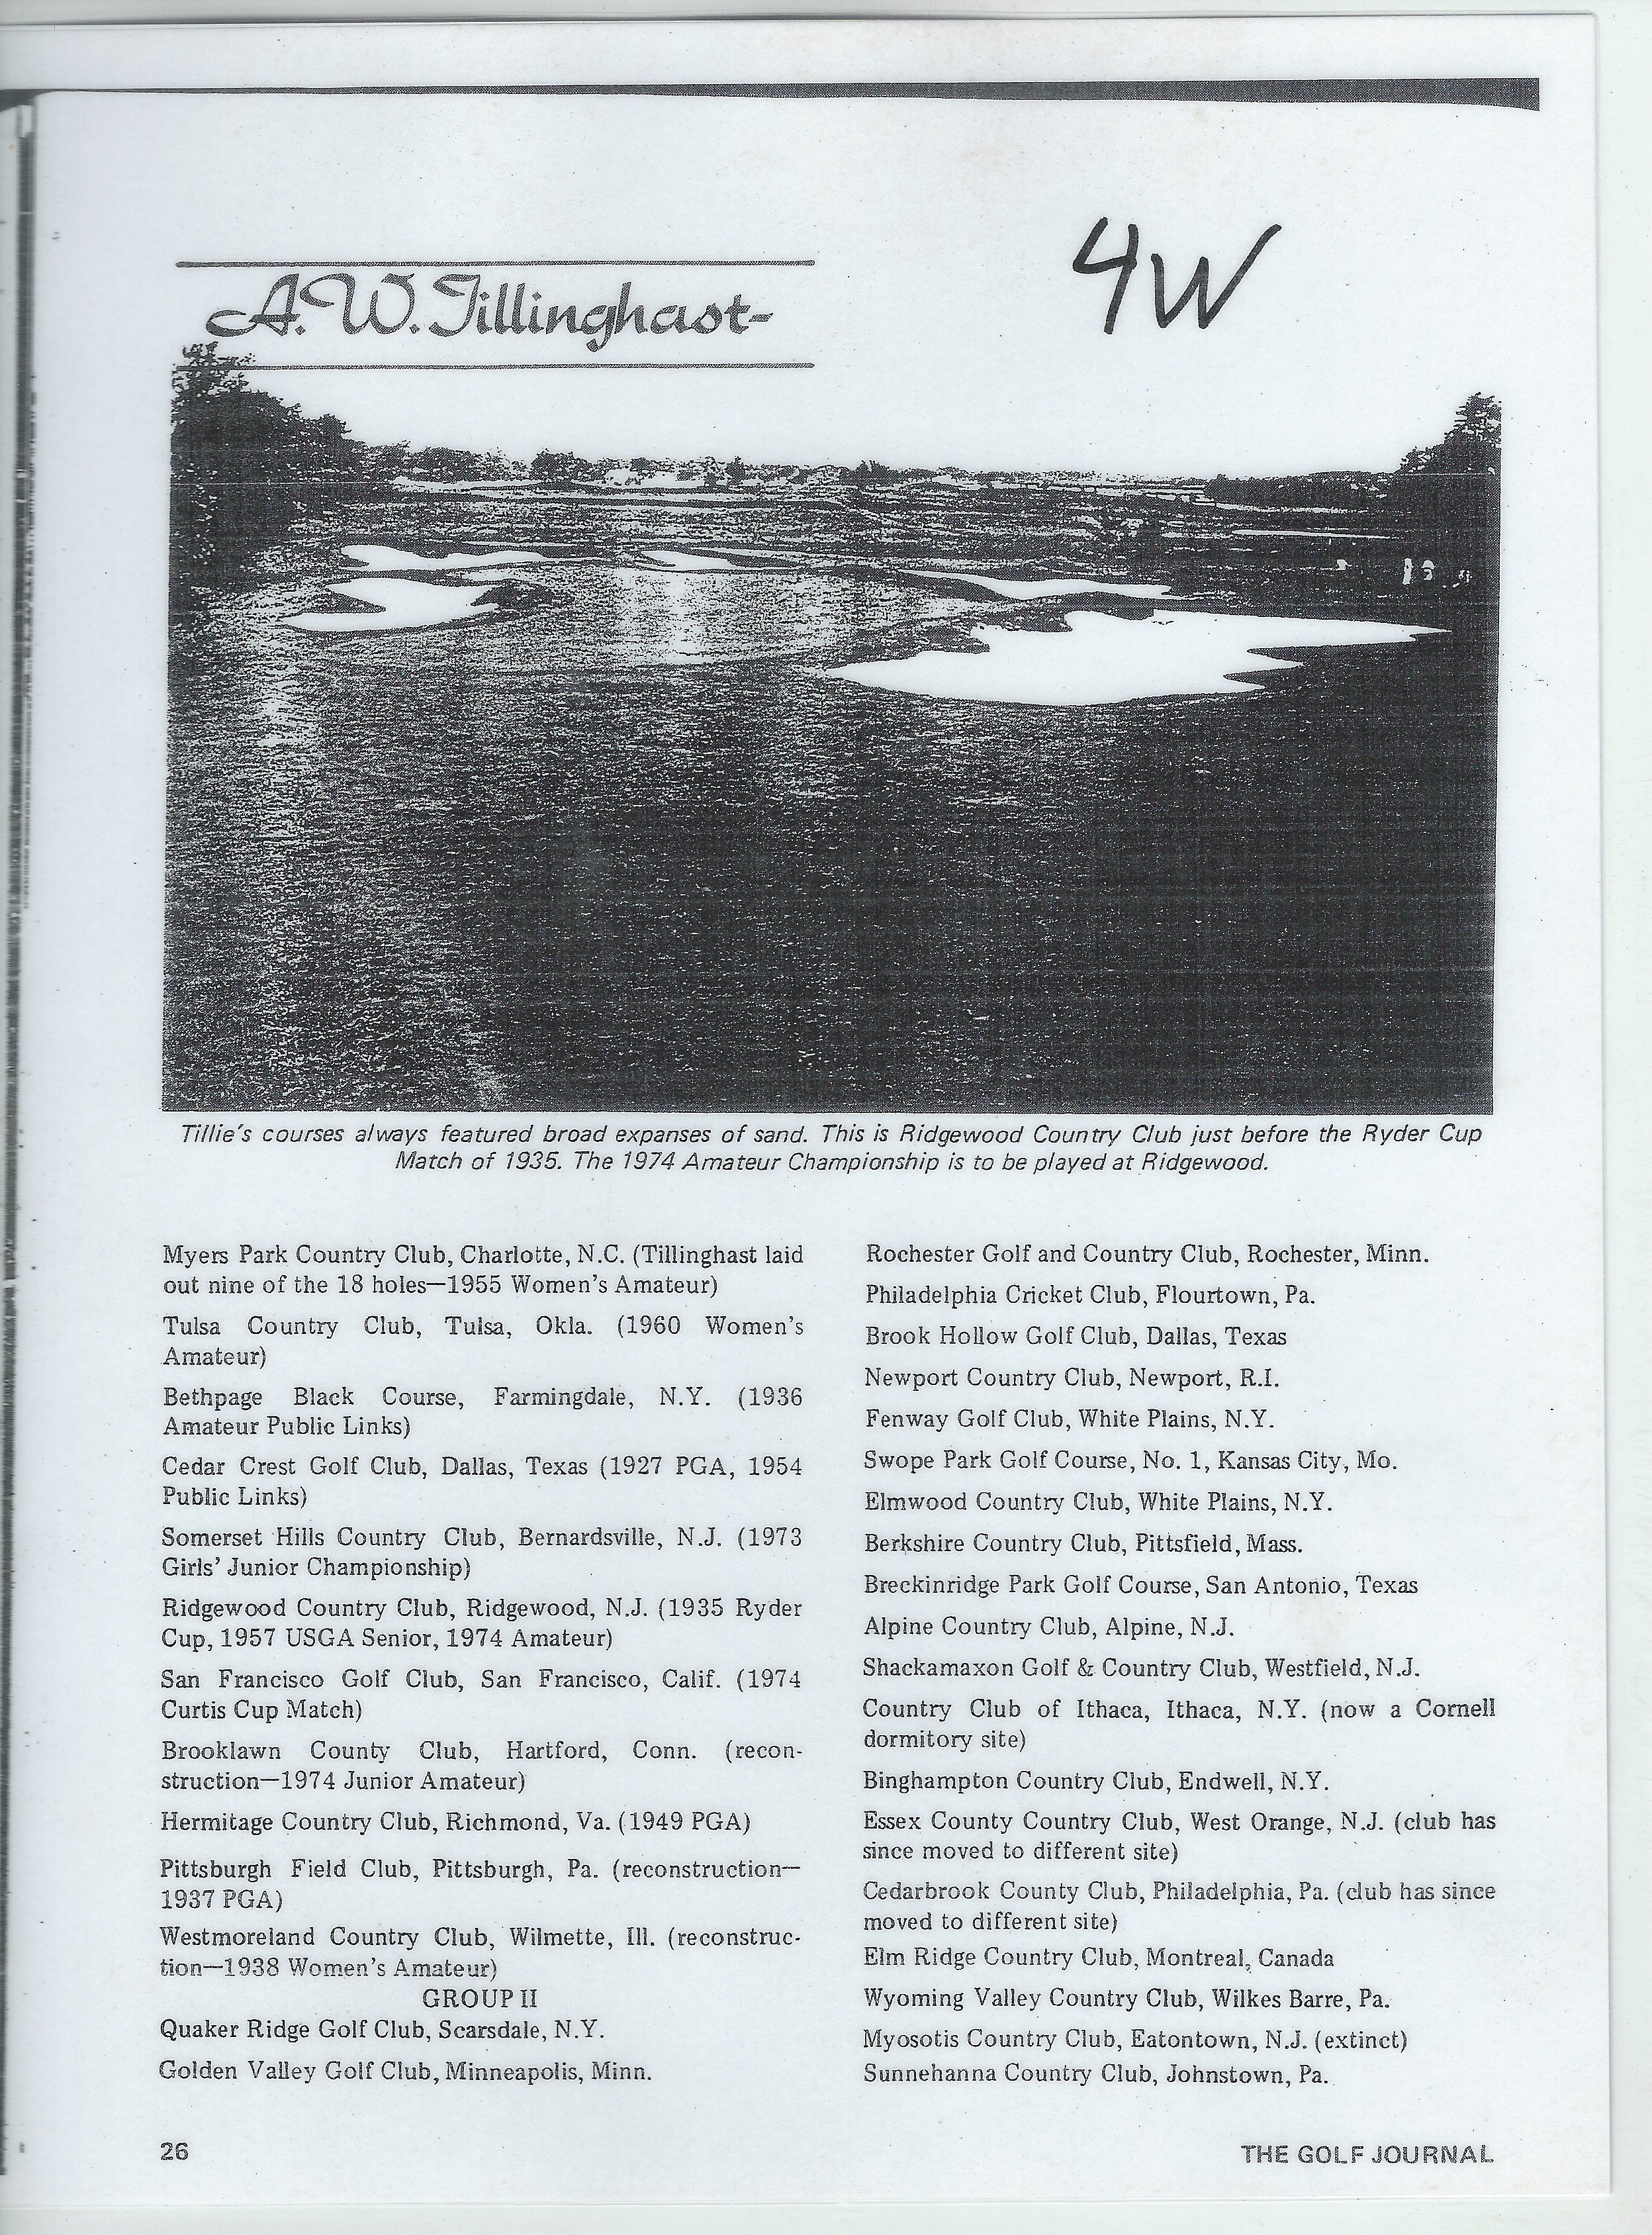 A.W. Tillinghast-
4W
Tillie's courses always featured broad expanses of sand. This is Ridgewood Country Club just before the Ryder Cup
Match of 1935. The 1974 Amateur Championship is to be played at Ridgewood.
Myers Park Country Club, Charlotte, N.C. (Tillinghast laid
out nine of the 18 holes—1955 Women's Amateur)
Tulsa Country Club, Tulsa, Okla. (1960 Women's
Amateur)
Bethpage Black Course, Farmingdale, N.Y. (1936
Amateur Public Links)
Cedar Crest Golf Club, Dallas, Texas (1927 PGA, 1954
Public Links)
Somerset Hills Country Club, Bernardsville, N.J. (1973
Girls' Junior Championship)
Ridgewood Country Club, Ridgewood, N.J. (1935 Ryder
Cup, 1957 USGA Senior, 1974 Amateur)
San Francisco Golf Club, San Francisco, Calif. (1974
Curtis Cup Match)
Brooklawn County Club, Hartford, Conn. (recon-
struction—1974 Junior Amateur)
Hermitage Country Club, Richmond, Va. (1949 PGA)
Pittsburgh Field Club, Pittsburgh, Pa. (reconstruction—
1937 PGA)
Westmoreland Country Club, Wilmette, Ill. (reconstruc-
tion—1938 Women's Amateur)
GROUP II
Quaker Ridge Golf Club, Scarsdale, N.Y.
Golden Valley Golf Club, Minneapolis, Minn.
Rochester Golf and Country Club, Rochester, Minn.
Philadelphia Cricket Club, Flourtown, Pa.
Brook Hollow Golf Club, Dallas, Texas
Newport Country Club, Newport, R.I.
Fenway Golf Club, White Plains, N.Y.
Swope Park Golf Course, No. 1, Kansas City, Mo.
Elmwood Country Club, White Plains, N.Y.
Berkshire Country Club, Pittsfield, Mass.
Breckinridge Park Golf Course, San Antonio, Texas
Alpine Country Club, Alpine, N.J.
Shackamaxon Golf & Country Club, Westfield, N.J.
Country Club of Ithaca, Ithaca, N.Y. (now a Cornell
dormitory site)
Binghampton Country Club, Endwell, N.Y.
Essex County Country Club, West Orange, N.J. (club has
since moved to different site)
Cedarbrook County Club, Philadelphia, Pa. (club has since
moved to different site)
Elm Ridge Country Club, Montreal, Canada
Wyoming Valley Country Club, Wilkes Barre, Pa.
Myosotis Country Club, Eatontown, N.J. (extinct)
Sunnehanna Country Club, Johnstown, Pa.
26
THE GOLF JOURNAL